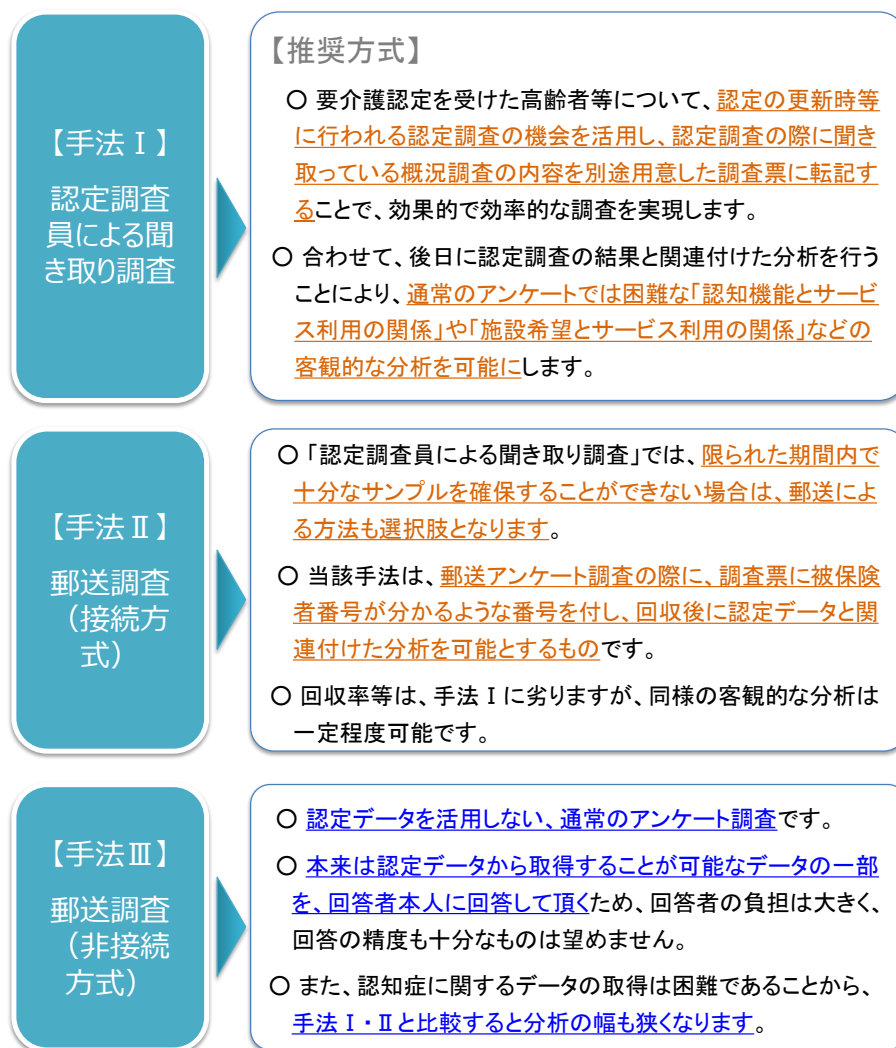 【手法Ⅰ】
認定調査
員による聞
き取り調査
【推奨方式】
○ 要介護認定を受けた高齢者等について、認定の更新時等
に行われる認定調査の機会を活用し、認定調査の際に聞き
取っている概況調査の内容を別途用意した調査票に転記す
ることで、効果的で効率的な調査を実現します。
○ 合わせて、後日に認定調査の結果と関連付けた分析を行う
ことにより、通常のアンケートでは困難な「認知機能とサービ
ス利用の関係」や「施設希望とサービス利用の関係」などの
客観的な分析を可能にします。
【手法Ⅱ】
郵送調査
（接続方
式）
○「認定調査員による聞き取り調査」では、限られた期間内で
十分なサンプルを確保することができない場合は、郵送によ
る方法も選択肢となります。
○ 当該手法は、郵送アンケート調査の際に、調査票に被保険
者番号が分かるような番号を付し、回収後に認定データと関
連付けた分析を可能とするものです。
○ 回収率等は、手法Ⅰに劣りますが、同様の客観的な分析は
一定程度可能です。
【手法Ⅲ】
郵送調査
（非接続
方式）
○ 認定データを活用しない、通常のアンケート調査です。
○ 本来は認定データから取得することが可能なデータの一部
を、回答者本人に回答して頂くため、回答者の負担は大きく、
回答の精度も十分なものは望めません。
○ また、認知症に関するデータの取得は困難であることから、
手法Ⅰ・Ⅱと比較すると分析の幅も狭くなります。